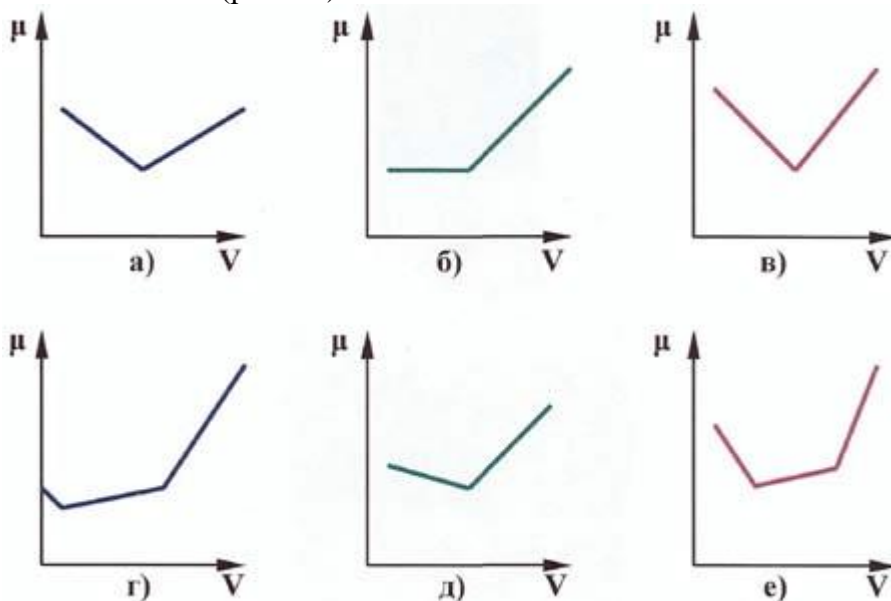 μ μ μ
а) V б) V в) V
μ μ μ
г) V д) V е) V